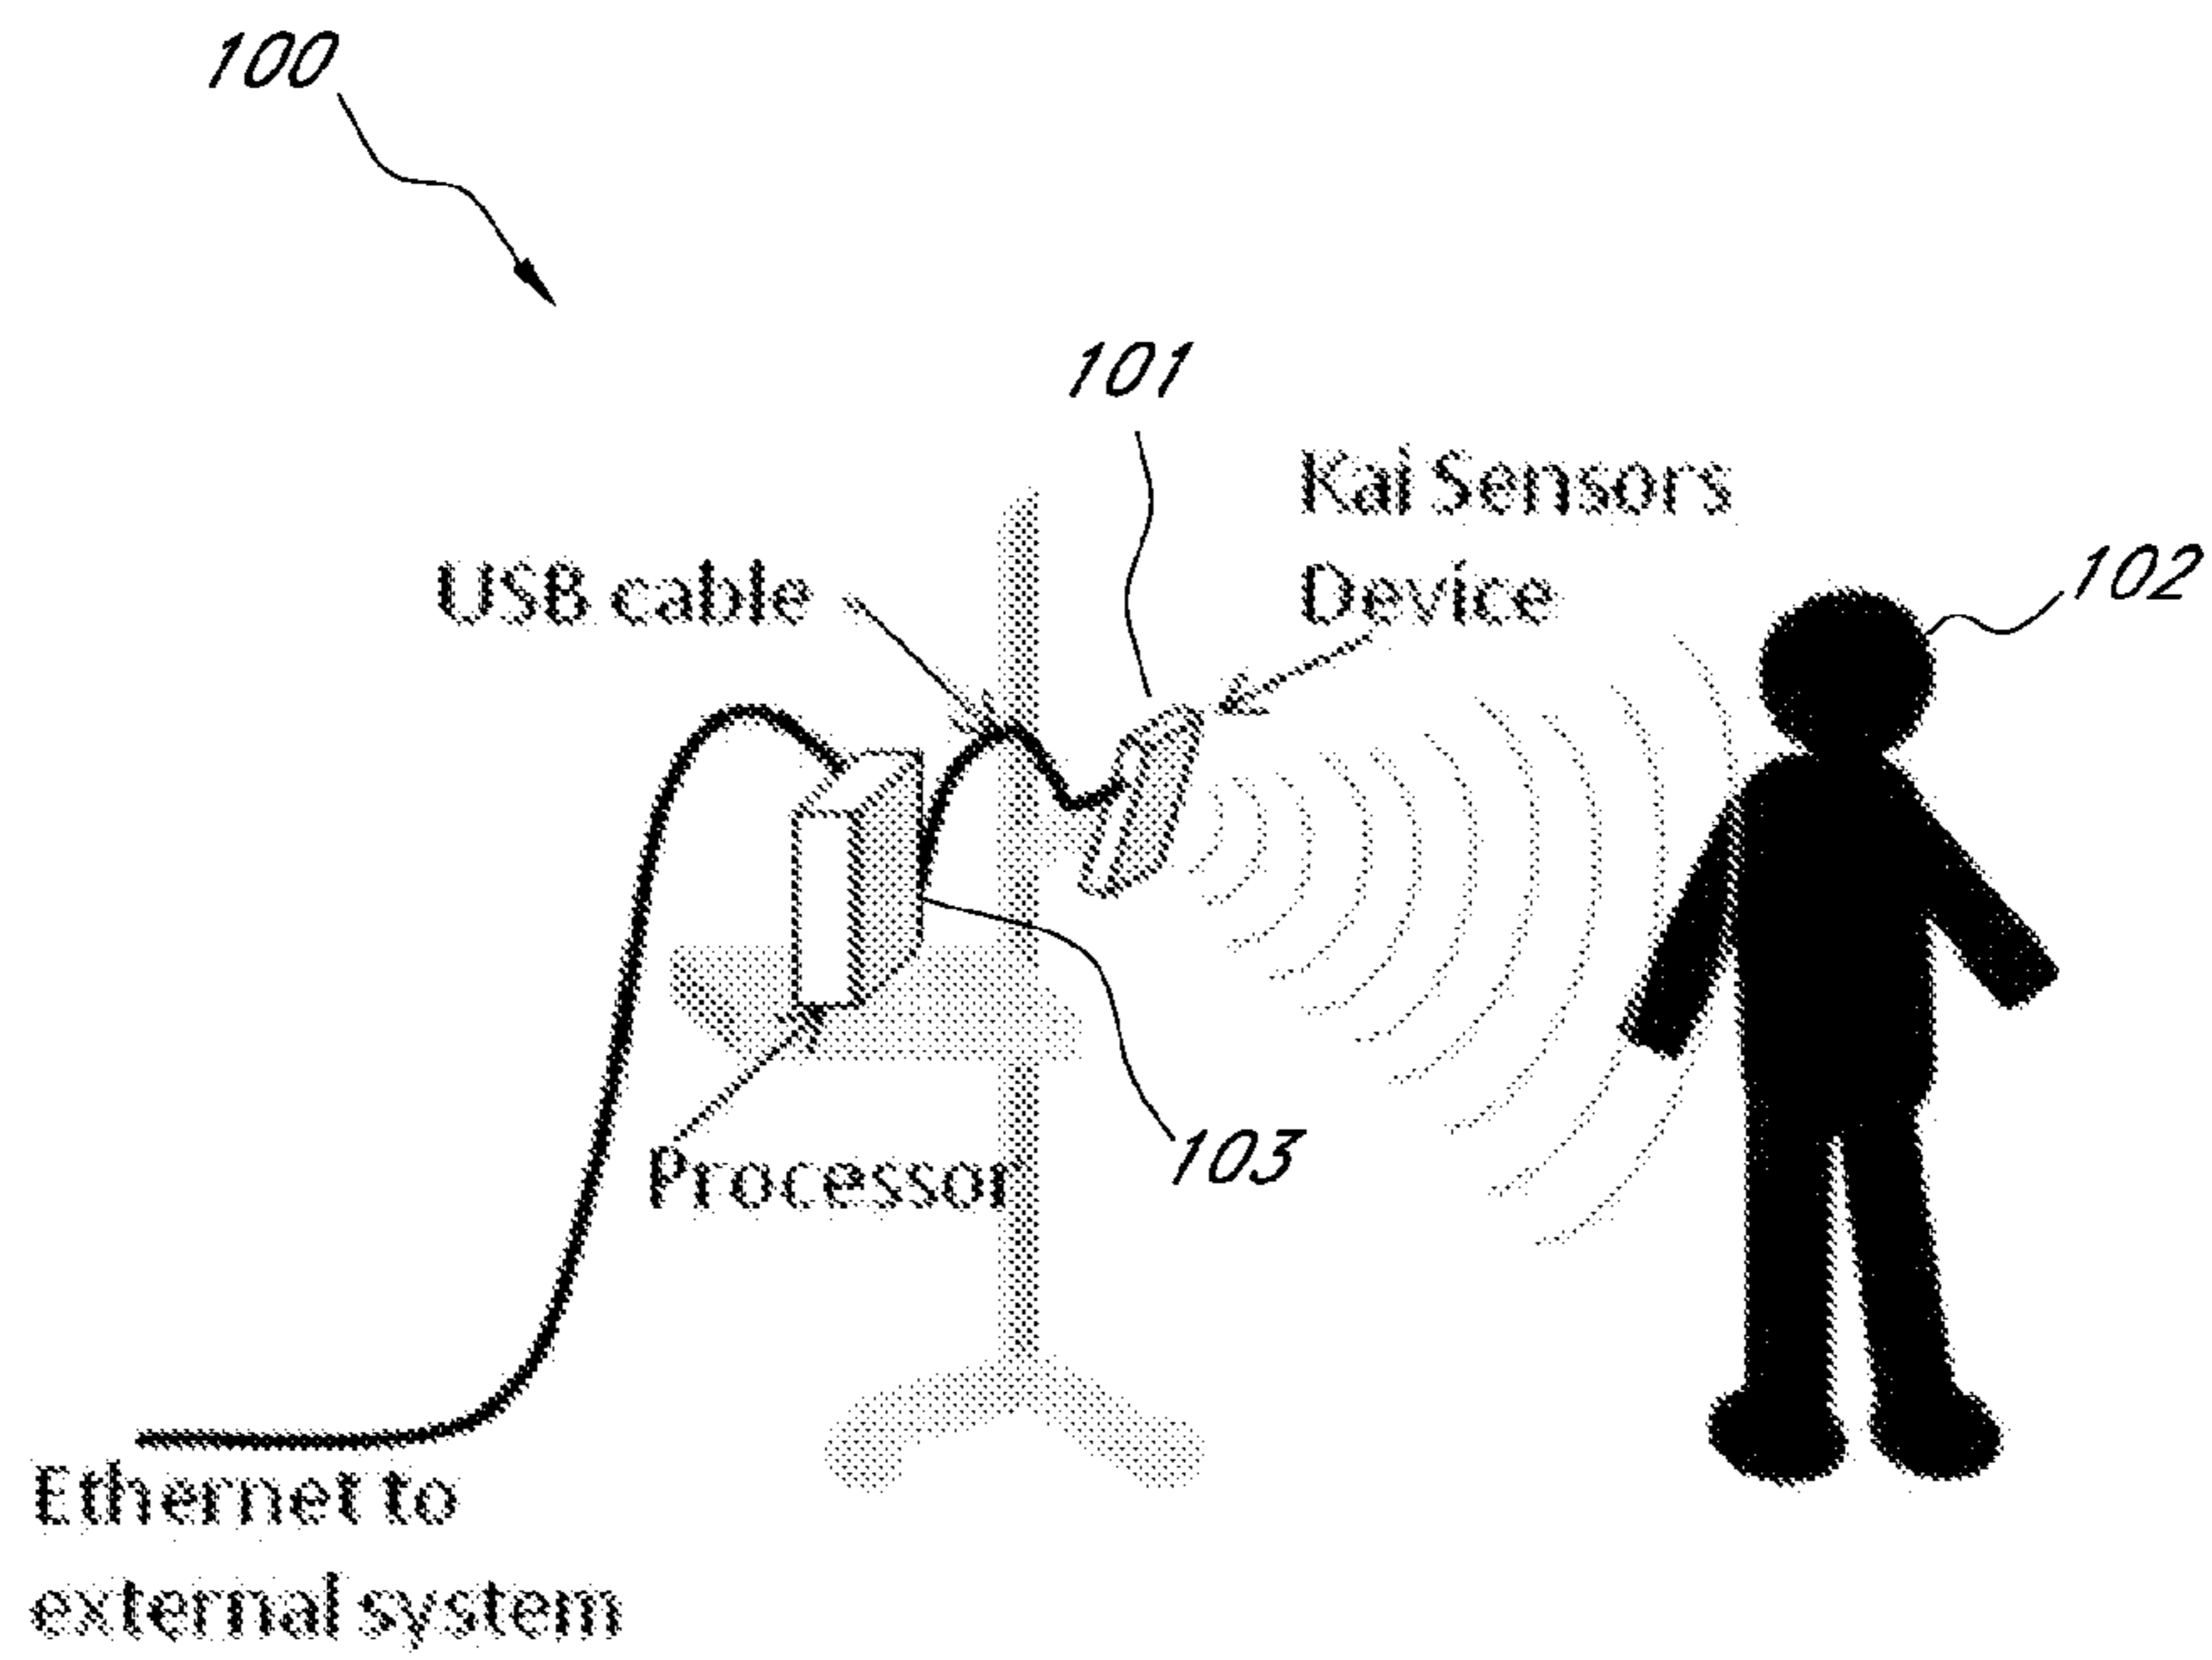 100
101
Kai Sensors
Device
USB cable
102
Processor
103
Ethernet to
external system